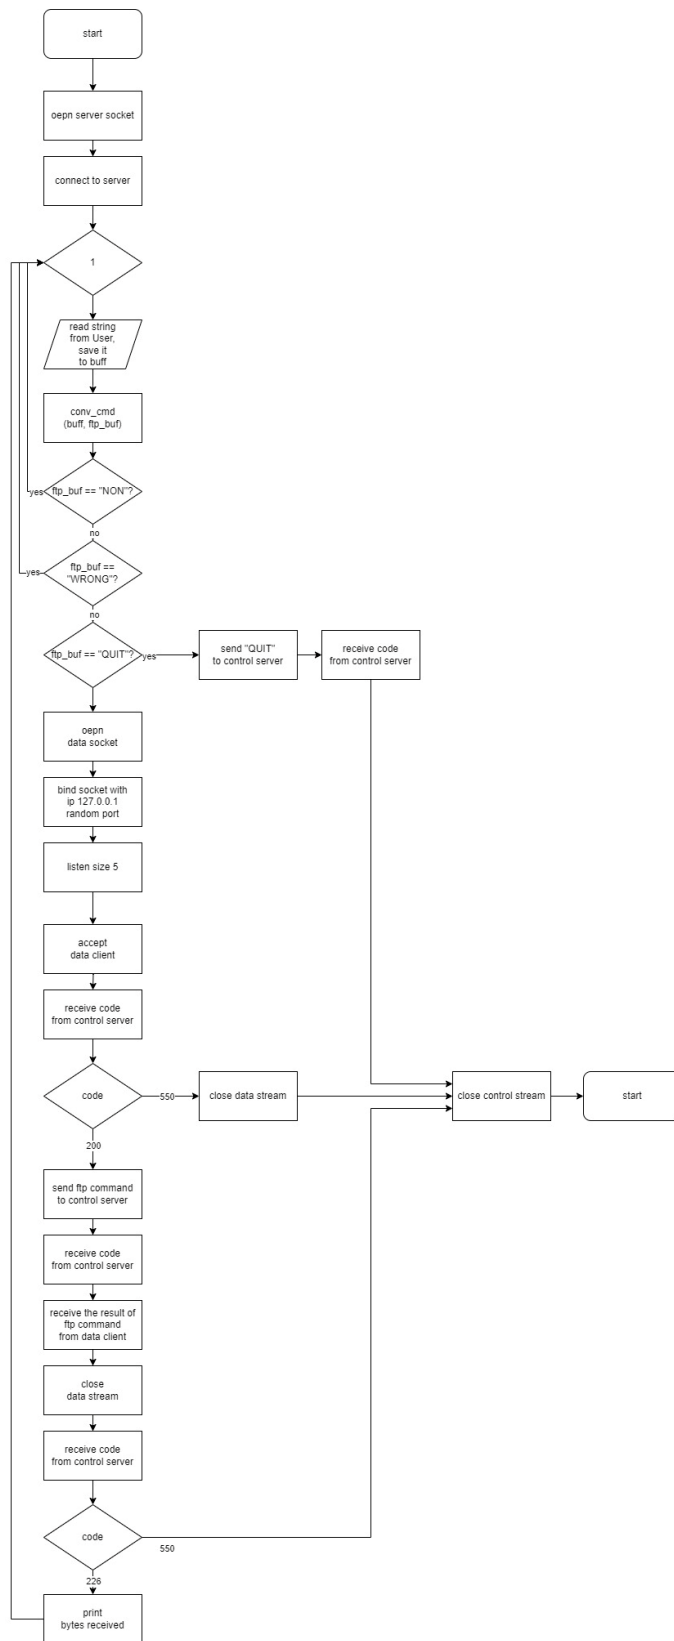 start
oepn server socket
connect to server
1
read string
from User,
save it
to buff
conv_cmd
(buff, ftp_buf)
ftp_buf == "NON"?
yes
no
ftp_buf ==
"WRONG"?
yes
no
ftp_buf == "QUIT"?
yes
send "QUIT"
to control server
receive code
from control server
oepn
data socket
bind socket with
ip 127.0.0.1
random port
listen size 5
accept
data client
receive code
from control server
code
550
close data stream
close control stream
start
200
send ftp command
to control server
receive code
from control server
receive the result of
ftp command
from data client
close
data stream
receive code
from control server
code
550
226
print
bytes received